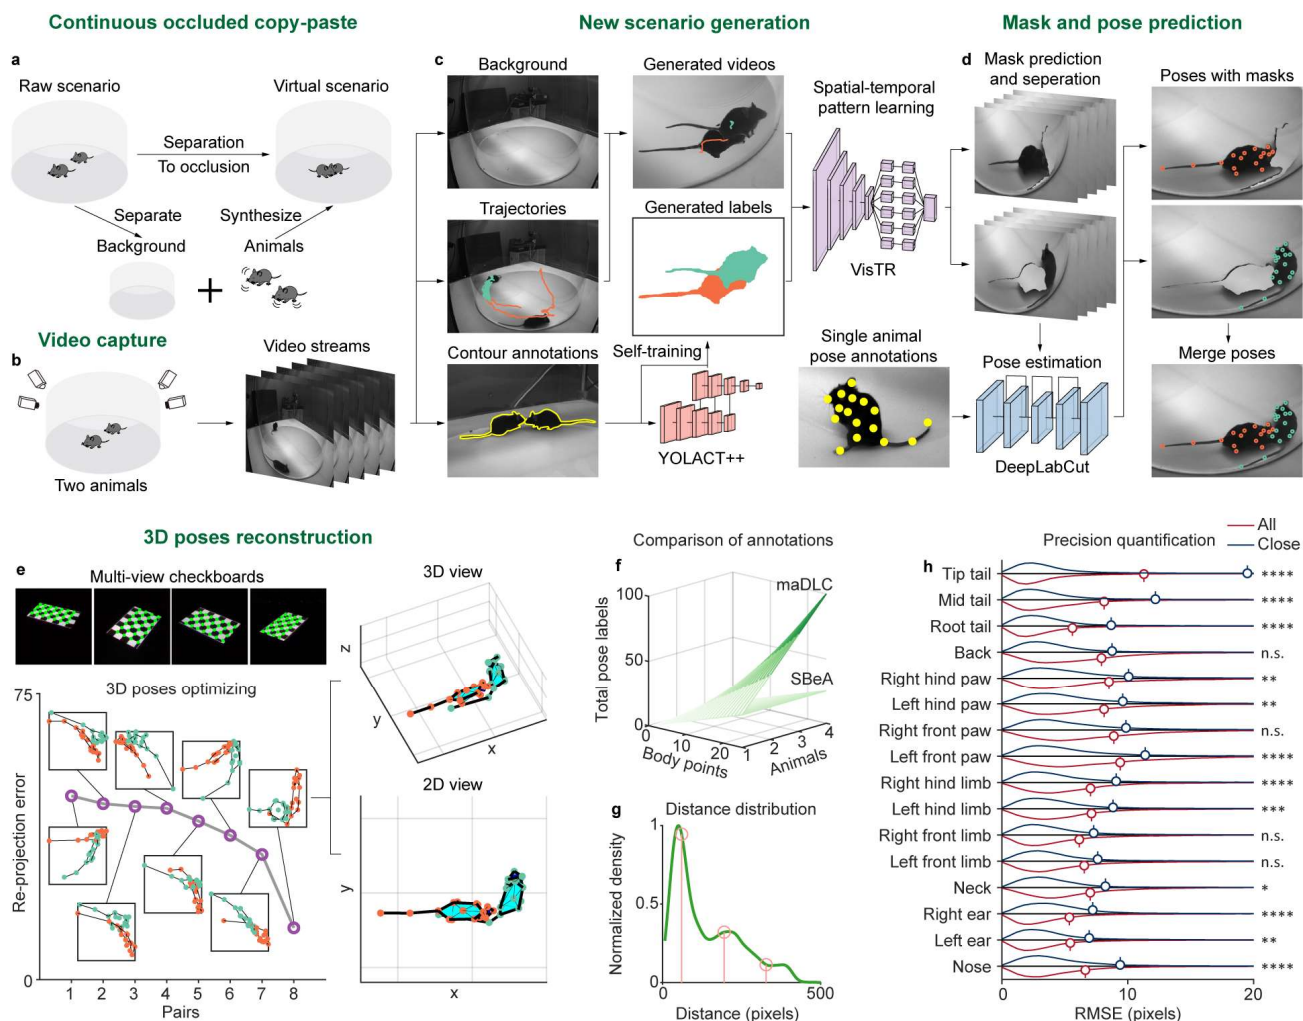 Continuous occluded copy-paste
New scenario generation
Mask and pose prediction
a
Raw scenario
Virtual scenario
Separation
To occlusion
Separate
Synthesize
Background
Animals
+
Video capture
b
Two animals
Video streams
c
Background
Generated videos
Trajectories
Generated labels
Contour annotations
Self-training
YOLACT++
Spatial-temporal
pattern learning
VisTR
Single animal
pose annotations
d
Mask prediction
and seperation
Poses with masks
Pose estimation
DeepLabCut
Merge poses
3D poses reconstruction
e
Multi-view checkboards
3D poses optimizing
75
0
Re-projection error
1 2 3 4 5 6 7 8
Pairs
3D view
z
y
x
2D view
y
x
Comparison of annotations
f
maDLC
SBeA
100
50
0
Total pose labels
0 10 20
Body points
1 2 3 4
Animals
g
Distance distribution
1
0.5
0
Normalized density
0 500
Distance (pixels)
All
Close
Precision quantification
h
Tip tail ****
Mid tail ****
Root tail ****
Back n.s.
Right hind paw **
Left hind paw **
Right front paw n.s.
Left front paw ****
Right hind limb ****
Left hind limb ***
Right front limb n.s.
Left front limb n.s.
Neck *
Right ear ****
Left ear **
Nose ****
0 10 20
RMSE (pixels)